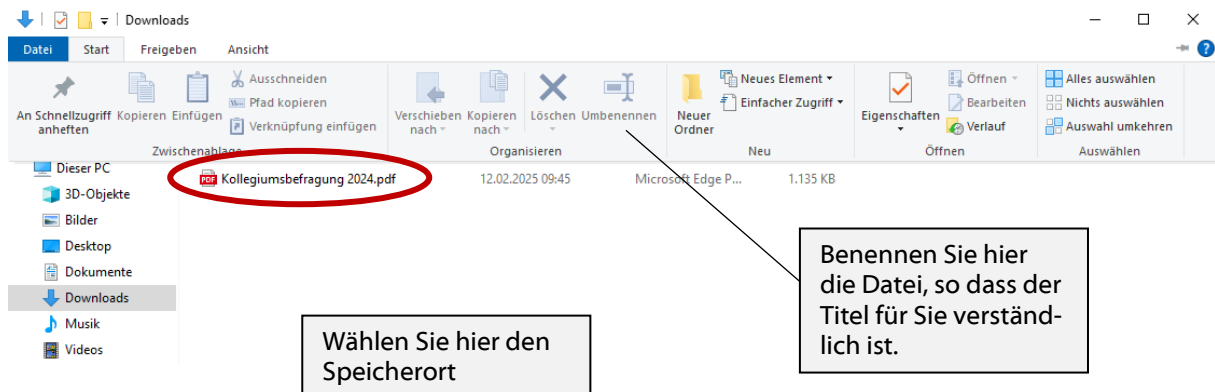 Downloads
Datei Start Freigeben Ansicht
An Schnellzugriff anheften
Kopieren
Einfügen
Ausschneiden
Pfad kopieren
Verknüpfung einfügen
Zwischenablage
Verschieben nach
Kopieren nach
Löschen
Umbenennen
Organisieren
Neuer Ordner
Neues Element
Einfacher Zugriff
Neu
Eigenschaften
Öffnen
Bearbeiten
Verlauf
Öffnen
Alles auswählen
Nichts auswählen
Auswahl umkehren
Auswählen
Dieser PC
3D-Objekte
Bilder
Desktop
Dokumente
Downloads
Musik
Videos
PDF Kollegiumsbefragung 2024.pdf 12.02.2025 09:45 Microsoft Edge P... 1.135 KB
Benennen Sie hier
die Datei, so dass der
Titel für Sie verständ-
lich ist.
Wählen Sie hier den
Speicherort